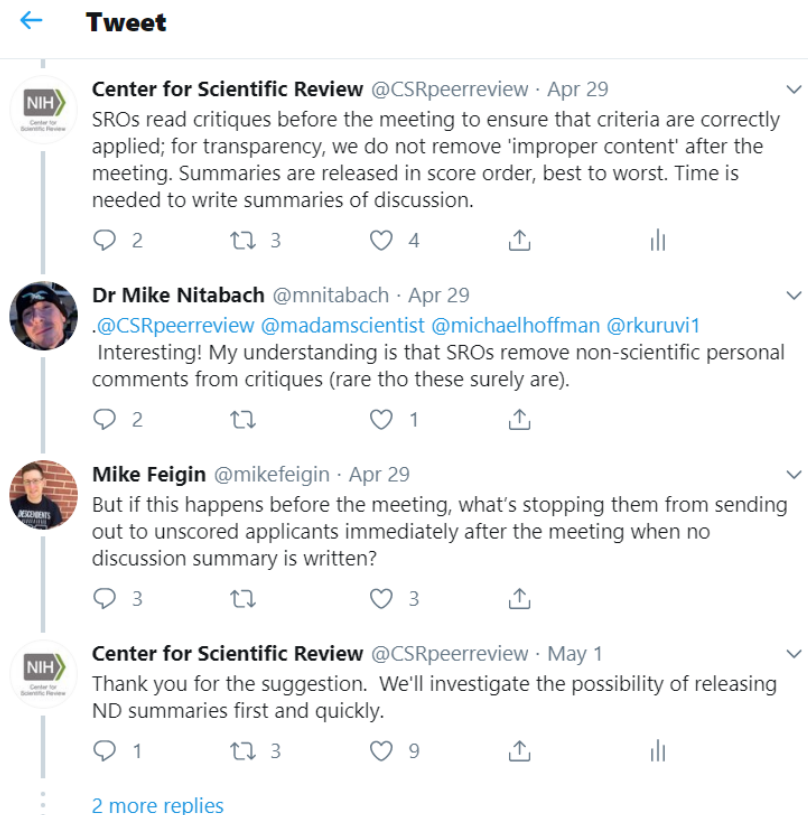 Tweet
Center for Scientific Review @CSRpeerreview · Apr 29
NIH
Center for
Scientific Review
SROs read critiques before the meeting to ensure that criteria are correctly
applied; for transparency, we do not remove 'improper content' after the
meeting. Summaries are released in score order, best to worst. Time is
needed to write summaries of discussion.
2 3 4
Dr Mike Nitabach @mnitabach · Apr 29
.@CSRpeerreview @madamscientist @michaelhoffman @rkuruvi1
Interesting! My understanding is that SROs remove non-scientific personal
comments from critiques (rare tho these surely are).
2 1
Mike Feigin @mikefeigin · Apr 29
DESCENDENTS
But if this happens before the meeting, what's stopping them from sending
out to unscored applicants immediately after the meeting when no
discussion summary is written?
3 3
Center for Scientific Review @CSRpeerreview · May 1
NIH
Center for
Scientific Review
Thank you for the suggestion.  We'll investigate the possibility of releasing
ND summaries first and quickly.
1 3 9
2 more replies